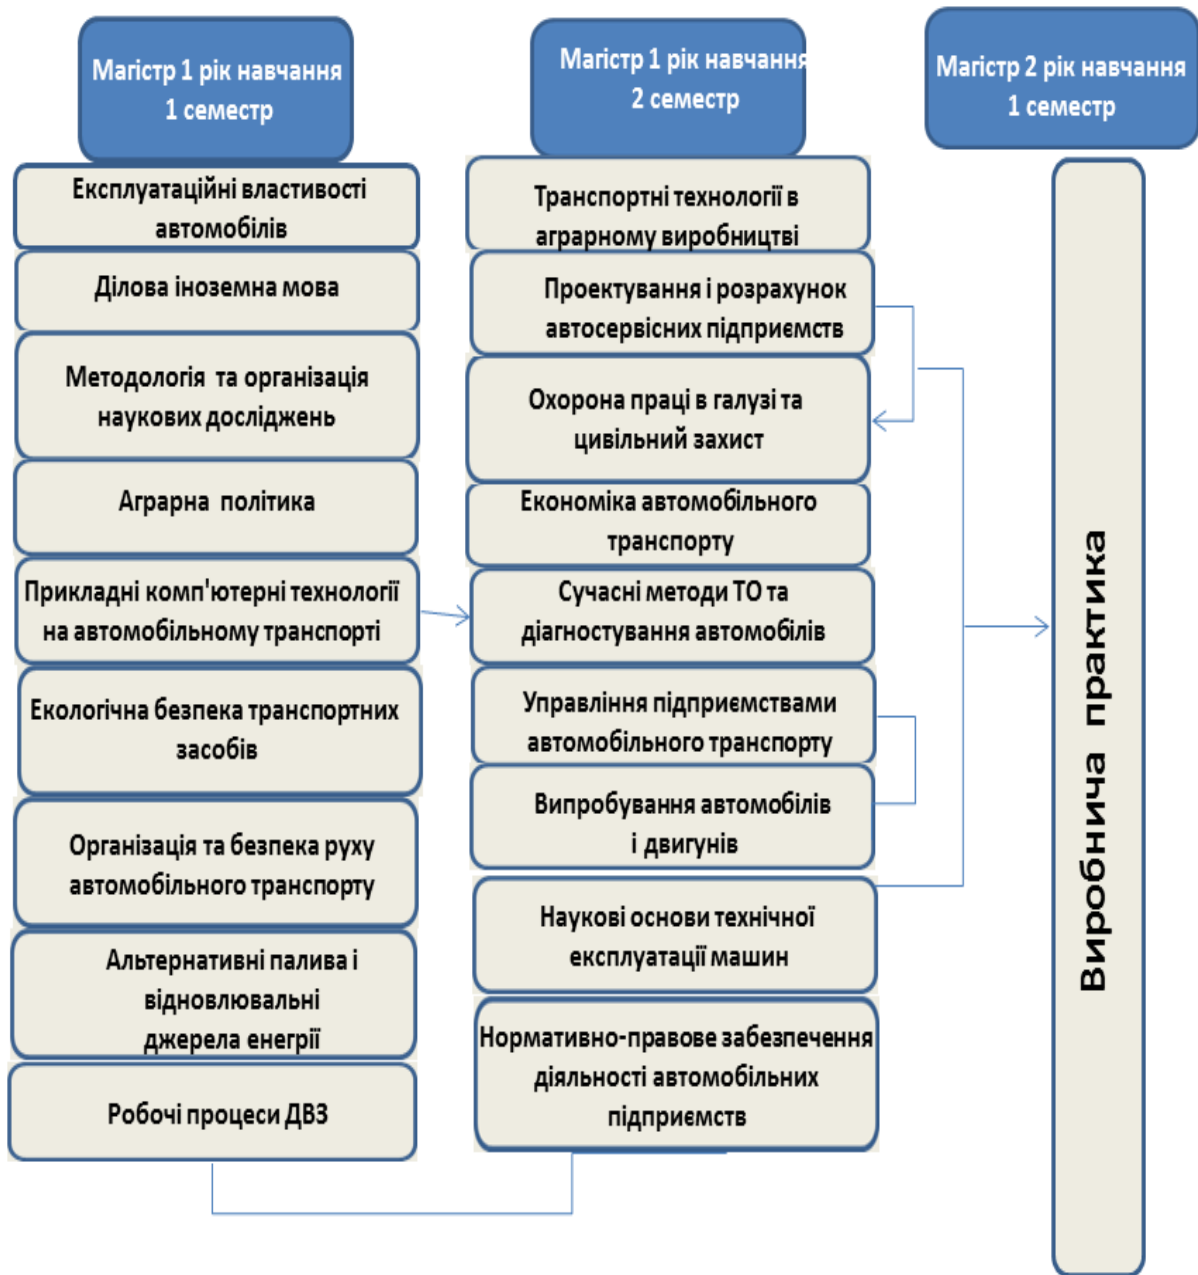 Магістр 1 рік навчання
1 семестр
Експлуатаційні властивості
автомобілів
Ділова іноземна мова
Методологія та організація
наукових досліджень
Аграрна політика
Прикладні комп'ютерні технології
на автомобільному транспорті
Екологічна безпека транспортних
засобів
Організація та безпека руху
автомобільного транспорту
Альтернативні палива і
відновлювальні
джерела енегрії
Робочі процеси ДВЗ
Магістр 1 рік навчання
2 семестр
Транспортні технології в
аграрному виробництві
Проектування і розрахунок
автосервісних підприємств
Охорона праці в галузі та
цивільний захист
Економіка автомобільного
транспорту
Сучасні методи ТО та
діагностування автомобілів
Управління підприємствами
автомобільного транспорту
Випробування автомобілів
і двигунів
Наукові основи технічної
експлуатації машин
Нормативно-правове забезпечення
діяльності автомобільних
підприємств
Магістр 2 рік навчання
1 семестр
Виробнича практика